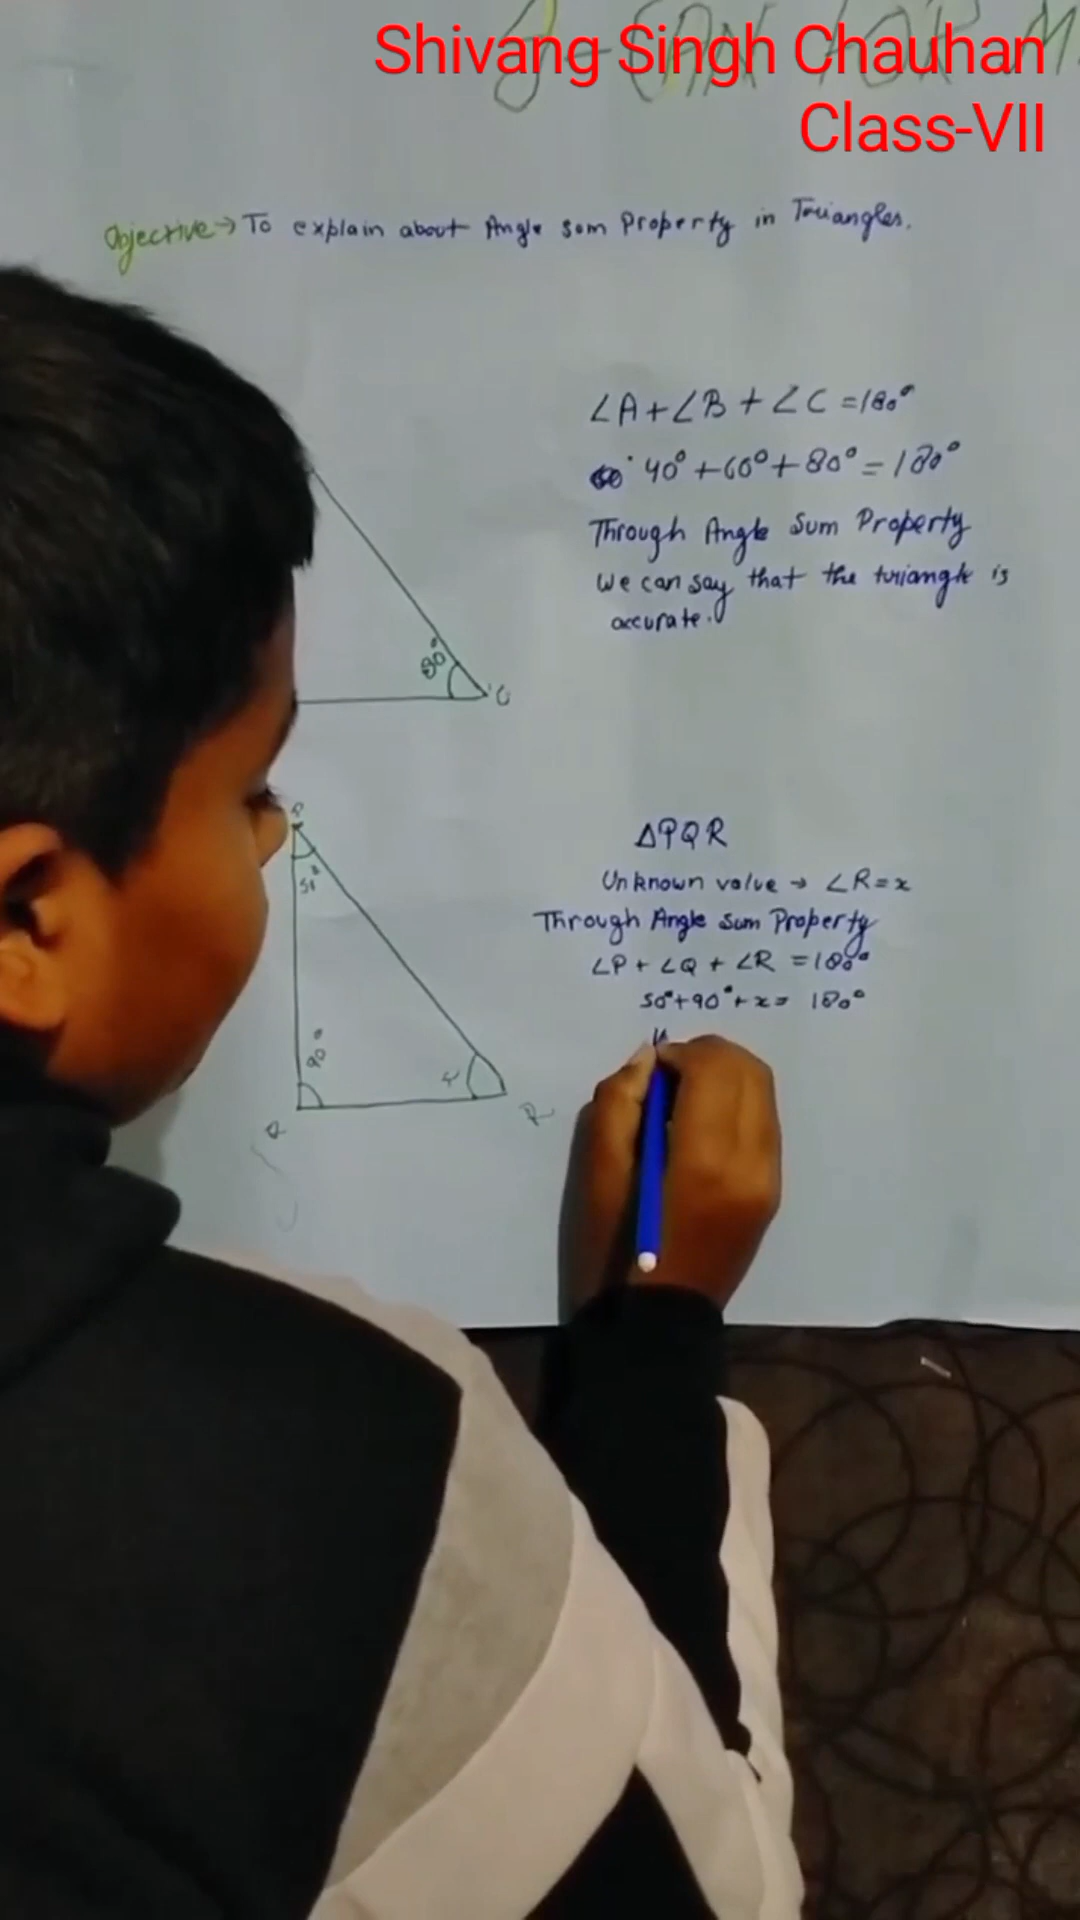 Shivang Singh Chauhan
Class-VII
Objective → To explain about Angle sum Property in Triangles.
∠A + ∠B + ∠C = 180°
40° + 60° + 80° = 180°
Through Angle Sum Property
We can say that the triangle is
accurate.
80°
C
P
50°
90°
Q
R
ΔPQR
Unknown value → ∠R = x
Through Angle Sum Property
∠P + ∠Q + ∠R = 180°
50° + 90° + x = 180°